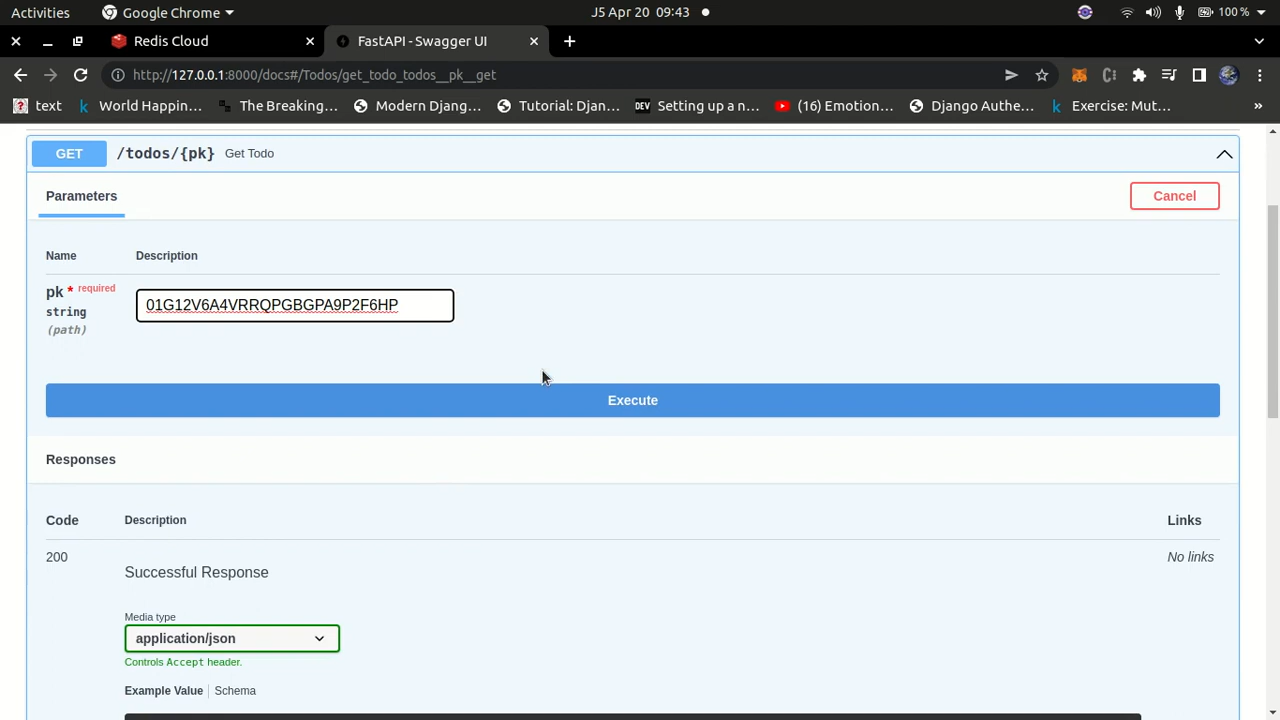 Activities Google Chrome J5 Apr 20 09:43 100 %
Redis Cloud FastAPI - Swagger UI
http://127.0.0.1:8000/docs#/Todos/get_todo_todos__pk__get
text World Happin... The Breaking... Modern Djang... Tutorial: Djan... DEV Setting up a n... (16) Emotion... Django Authe... Exercise: Mut... »
GET /todos/{pk} Get Todo
Parameters Cancel
Name Description
pk * required
string
(path)
01G12V6A4VRRQPGBGPA9P2F6HP
Execute
Responses
Code Description Links
200 No links
Successful Response
Media type
application/json
Controls Accept header.
Example Value Schema